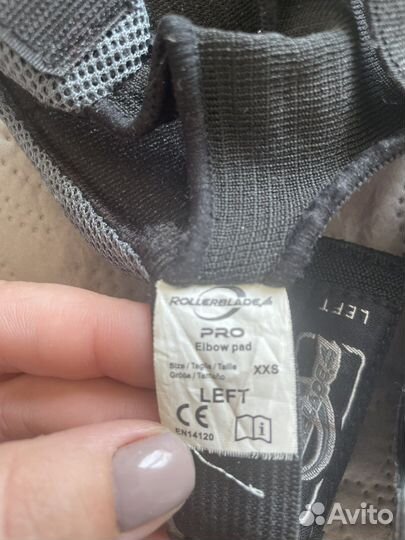 ROLLERBLADE
PRO
Elbow pad
Size / Taglia / Taille
Größe / Tamaño
XXS
LEFT
CE
EN14120
LEFT
Avito